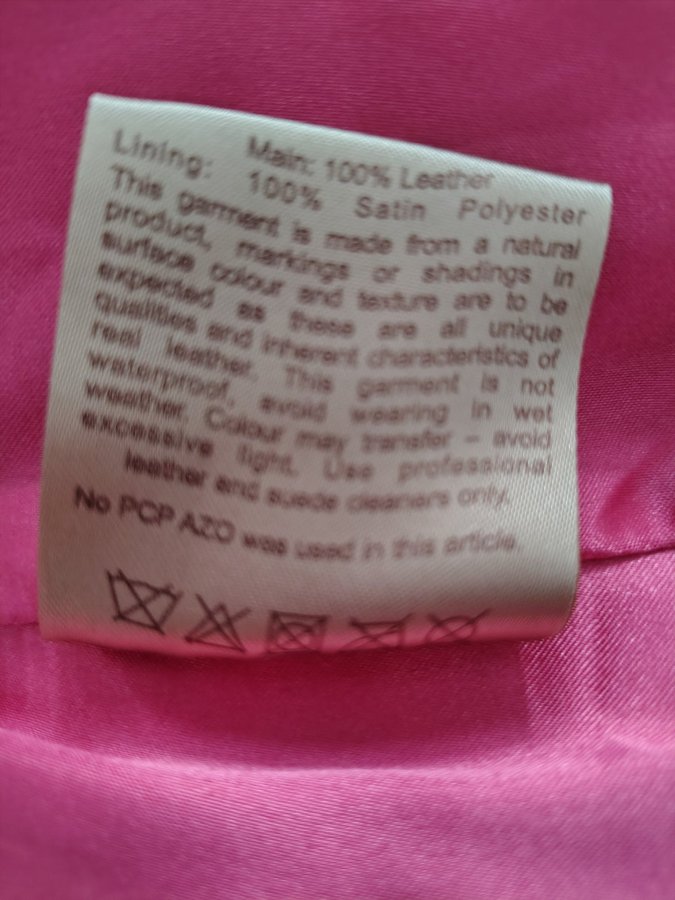 Main: 100% Leather
Lining: 100% Satin Polyester
This garment is made from a natural
product, markings or shadings in
surface colour and texture are to be
expected as these are all unique
qualities and inherent characteristics of
real leather. This garment is not
waterproof, avoid wearing in wet
weather. Colour may transfer – avoid
excessive light. Use professional
leather and suede cleaners only.
No PCP AZO was used in this article.